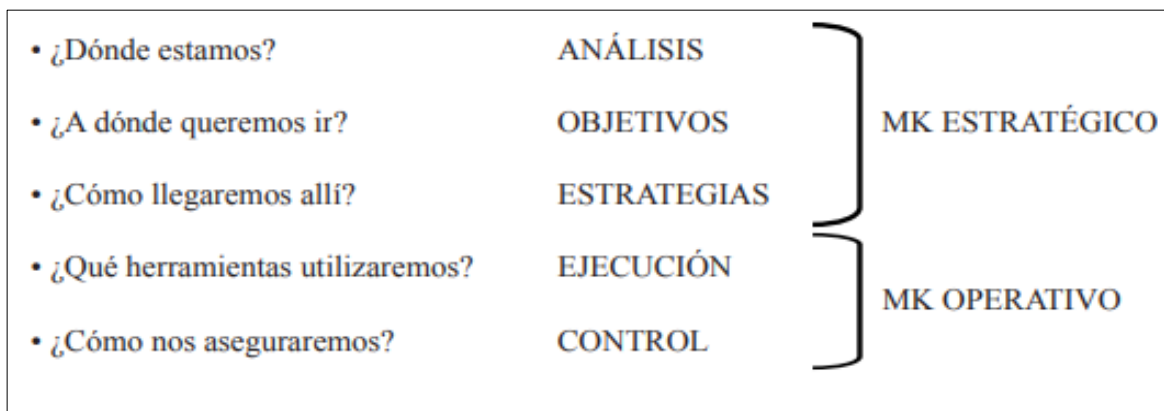 • ¿Dónde estamos? ANÁLISIS
• ¿A dónde queremos ir? OBJETIVOS MK ESTRATÉGICO
• ¿Cómo llegaremos allí? ESTRATEGIAS
• ¿Qué herramientas utilizaremos? EJECUCIÓN
MK OPERATIVO
• ¿Cómo nos aseguraremos? CONTROL